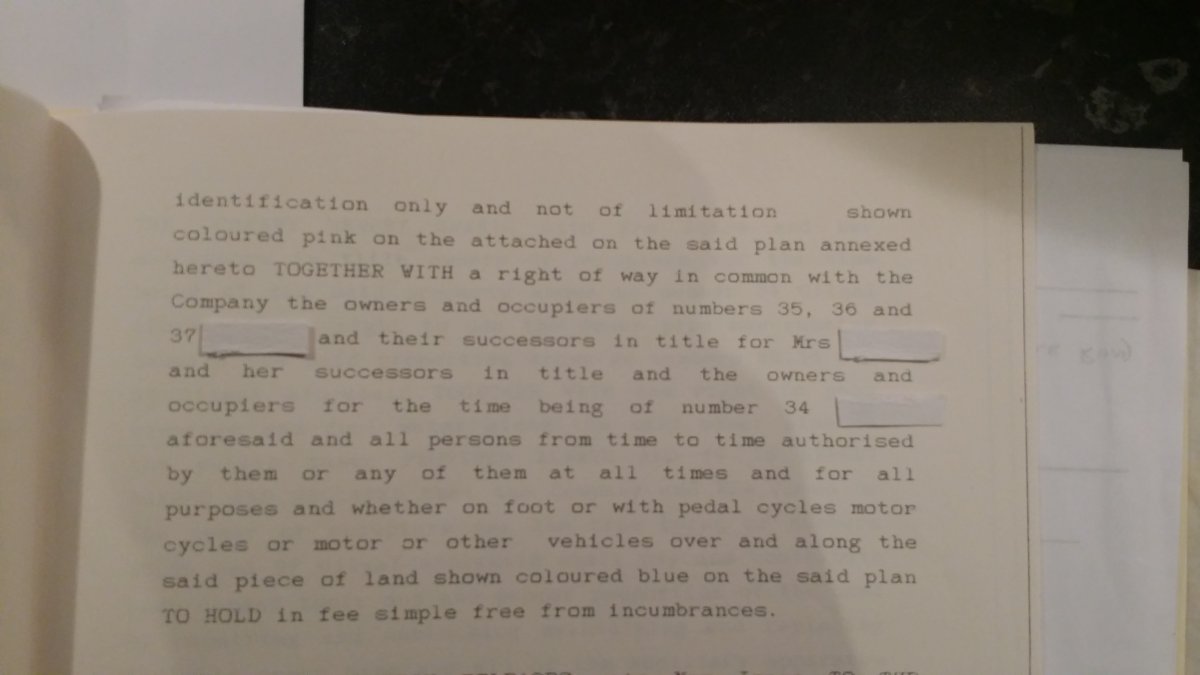 identification only and not of limitation shown
coloured pink on the attached on the said plan annexed
hereto TOGETHER WITH a right of way in common with the
Company the owners and occupiers of numbers 35, 36 and
37 and their successors in title for Mrs
and her successors in title and the owners and
occupiers for the time being of number 34
aforesaid and all persons from time to time authorised
by them or any of them at all times and for all
purposes and whether on foot or with pedal cycles motor
cycles or motor or other vehicles over and along the
said piece of land shown coloured blue on the said plan
TO HOLD in fee simple free from incumbrances.